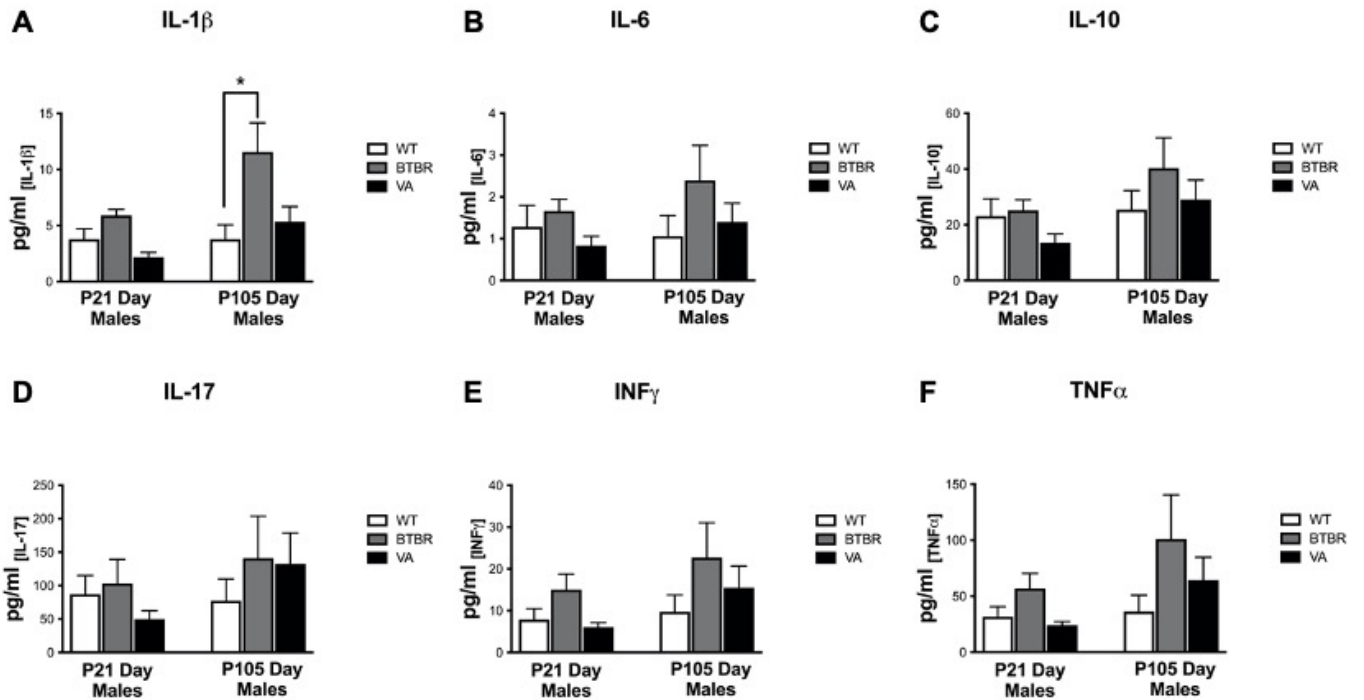 A IL-1β
pg/ml [IL-1β]
15
10
5
0
*
P21 Day
Males
P105 Day
Males
WT
BTBR
VA
B IL-6
pg/ml [IL-6]
4
3
2
1
0
P21 Day
Males
P105 Day
Males
WT
BTBR
VA
C IL-10
pg/ml [IL-10]
60
40
20
0
P21 Day
Males
P105 Day
Males
WT
BTBR
VA
D IL-17
pg/ml [IL-17]
250
200
150
100
50
0
P21 Day
Males
P105 Day
Males
WT
BTBR
VA
E INFγ
pg/ml [INFγ]
40
30
20
10
0
P21 Day
Males
P105 Day
Males
WT
BTBR
VA
F TNFα
pg/ml [TNFα]
150
100
50
0
P21 Day
Males
P105 Day
Males
WT
BTBR
VA